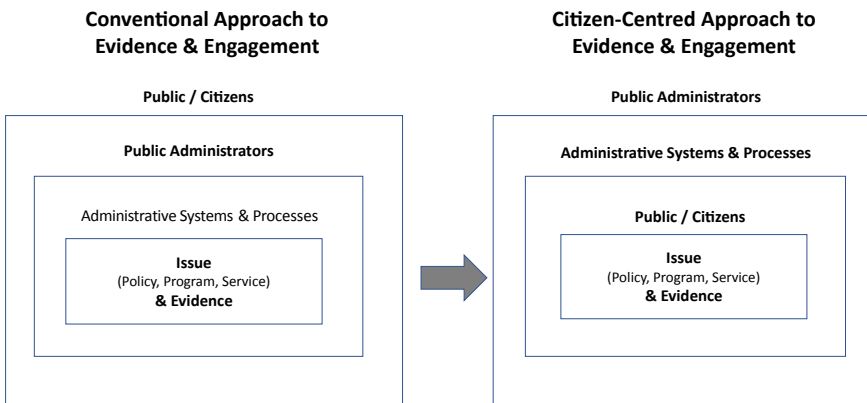 Conventional Approach to
Evidence & Engagement
Public / Citizens
Public Administrators
Administrative Systems & Processes
Issue
(Policy, Program, Service)
& Evidence
Citizen-Centred Approach to
Evidence & Engagement
Public Administrators
Administrative Systems & Processes
Public / Citizens
Issue
(Policy, Program, Service)
& Evidence